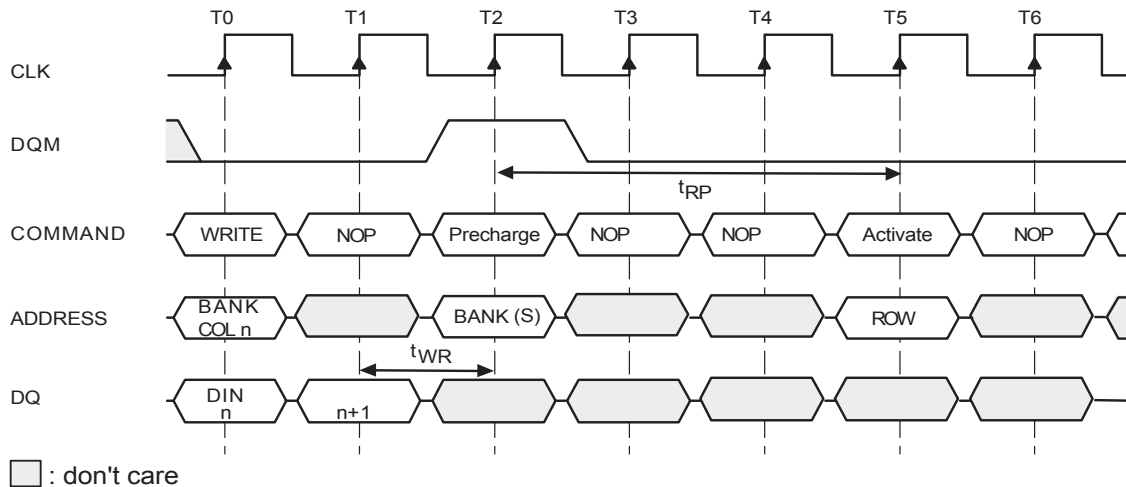 T0 T1 T2 T3 T4 T5 T6
CLK
DQM
tRP
COMMAND WRITE NOP Precharge NOP NOP Activate NOP
ADDRESS BANK COL n BANK (S) ROW
tWR
DQ DIN n n+1
: don't care